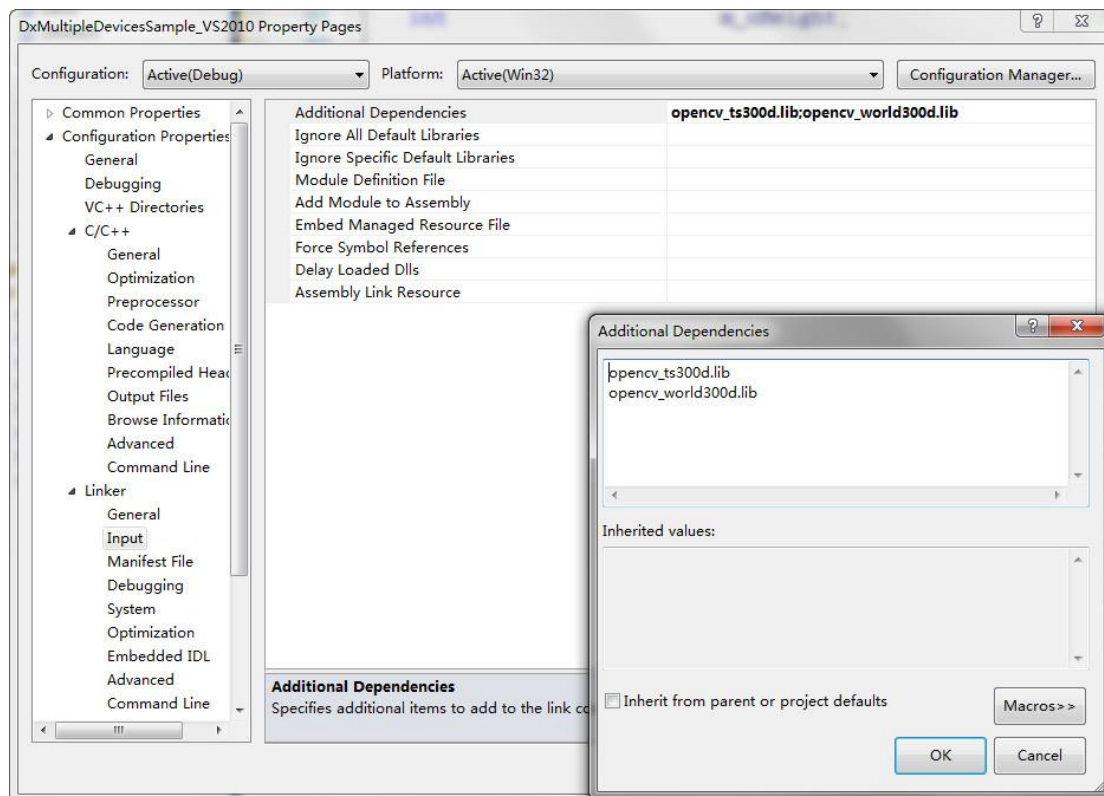 DxMultipleDevicesSample_VS2010 Property Pages
Configuration: Active(Debug) Platform: Active(Win32) Configuration Manager...
Common Properties
Configuration Properties
General
Debugging
VC++ Directories
C/C++
General
Optimization
Preprocessor
Code Generation
Language
Precompiled Head
Output Files
Browse Informatio
Advanced
Command Line
Linker
General
Input
Manifest File
Debugging
System
Optimization
Embedded IDL
Advanced
Command Line
Additional Dependencies opencv_ts300d.lib;opencv_world300d.lib
Ignore All Default Libraries
Ignore Specific Default Libraries
Module Definition File
Add Module to Assembly
Embed Managed Resource File
Force Symbol References
Delay Loaded Dlls
Assembly Link Resource
Additional Dependencies
Specifies additional items to add to the link co
Additional Dependencies
opencv_ts300d.lib
opencv_world300d.lib
Inherited values:
Inherit from parent or project defaults
Macros>>
OK Cancel